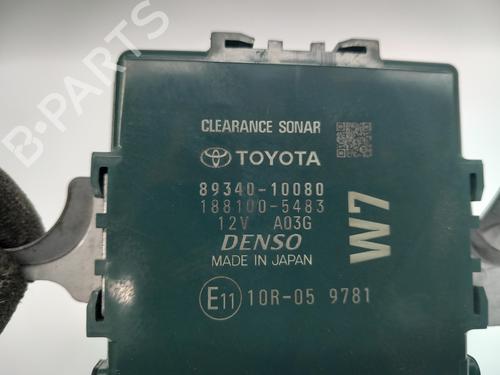 CLEARANCE SONAR
TOYOTA
89340-10080
188100-5483
12V A03G
DENSO
MADE IN JAPAN
W7
E11 10R-05 9781
B-PARTS